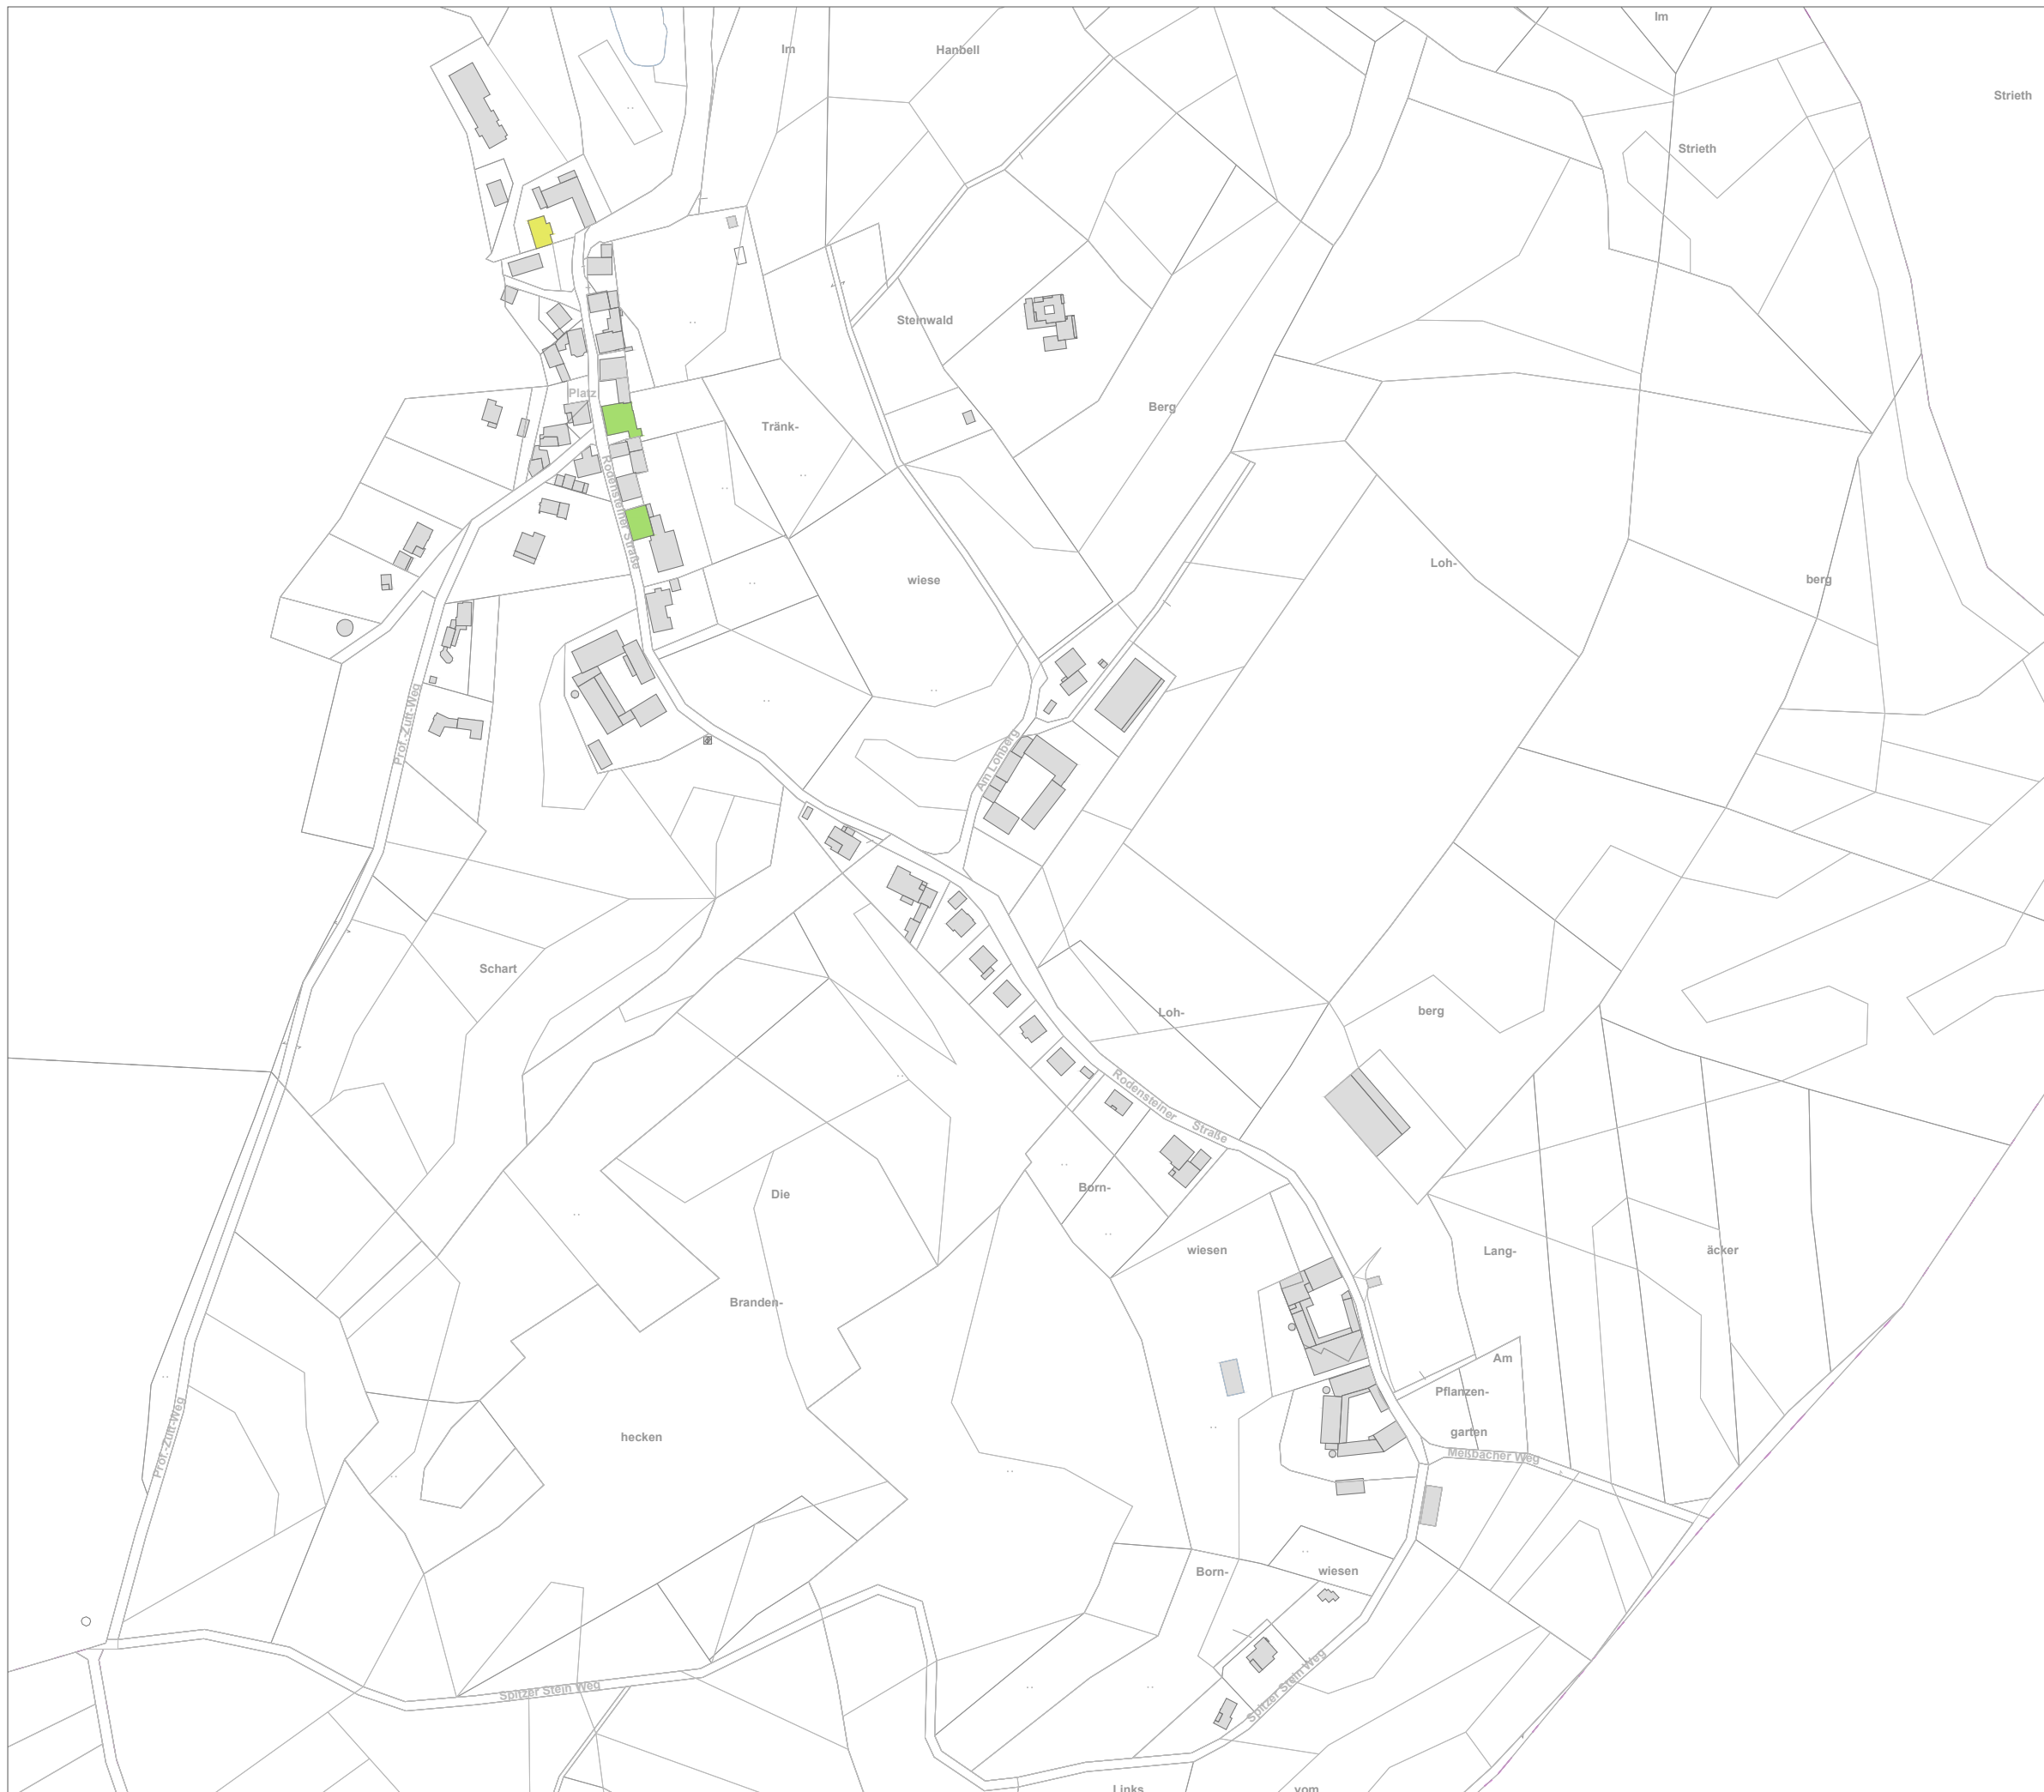 Im
Im
Hanbell
Strieth
Strieth
Steinwald
Platz
Berg
Tränk-
Rodensteiner Straße
Loh-
wiese
berg
Prof.-Zutt-Weg
Am Lohberg
Schart
Loh-
berg
Rodensteiner Straße
Die
Born-
wiesen
Lang-
äcker
Branden-
Am
Pflanzen-
garten
hecken
Meßbacher Weg
Prof.-Zutt-Weg
Born-
wiesen
Spitzer Stein Weg
Spitzer Stein Weg
Links
vom